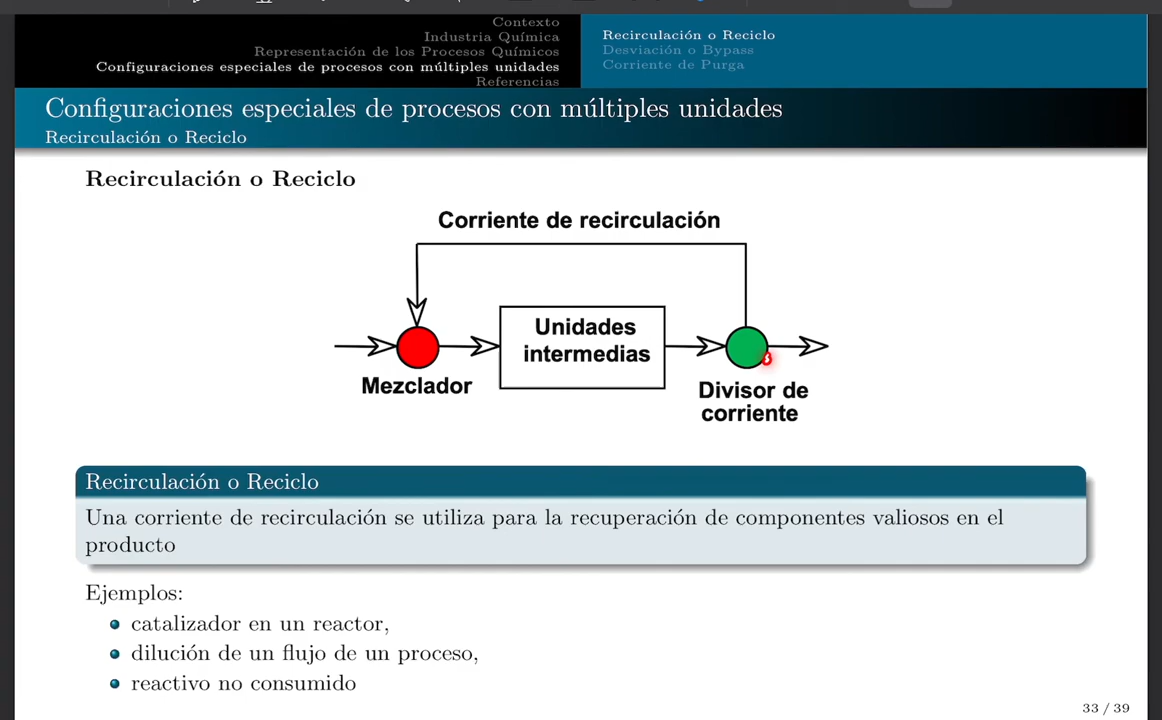 Contexto
Industria Química
Representación de los Procesos Químicos
Configuraciones especiales de procesos con múltiples unidades
Referencias
Recirculación o Reciclo
Desviación o Bypass
Corriente de Purga
Configuraciones especiales de procesos con múltiples unidades
Recirculación o Reciclo
Recirculación o Reciclo
Corriente de recirculación
Unidades
intermedias
Mezclador
Divisor de
corriente
Recirculación o Reciclo
Una corriente de recirculación se utiliza para la recuperación de componentes valiosos en el
producto
Ejemplos:
catalizador en un reactor,
dilución de un flujo de un proceso,
reactivo no consumido
33 / 39